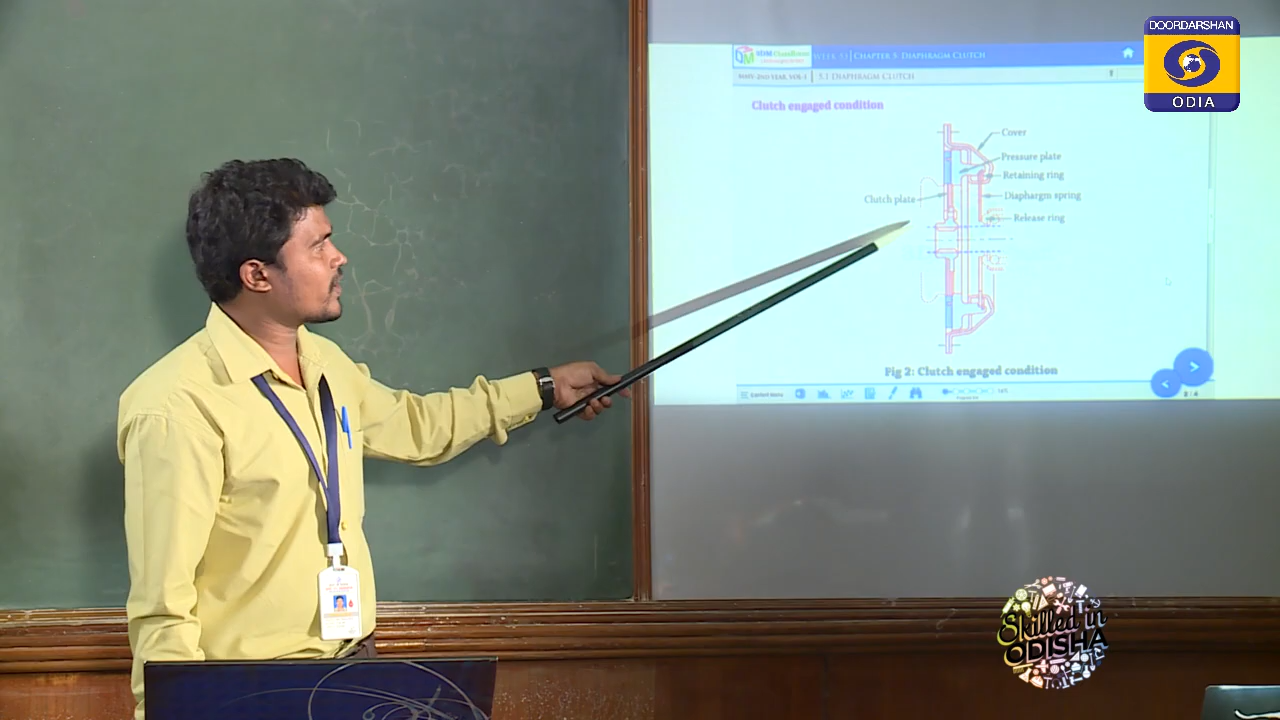 DOORDARSHAN
ODIA
CHAPTER 5: DIAPHRAGM CLUTCH
5.1 DIAPHRAGM CLUTCH
Clutch engaged condition
Cover
Pressure plate
Retaining ring
Clutch plate
Diaphargm spring
Release ring
Fig 2: Clutch engaged condition
Skilled in
ODISHA